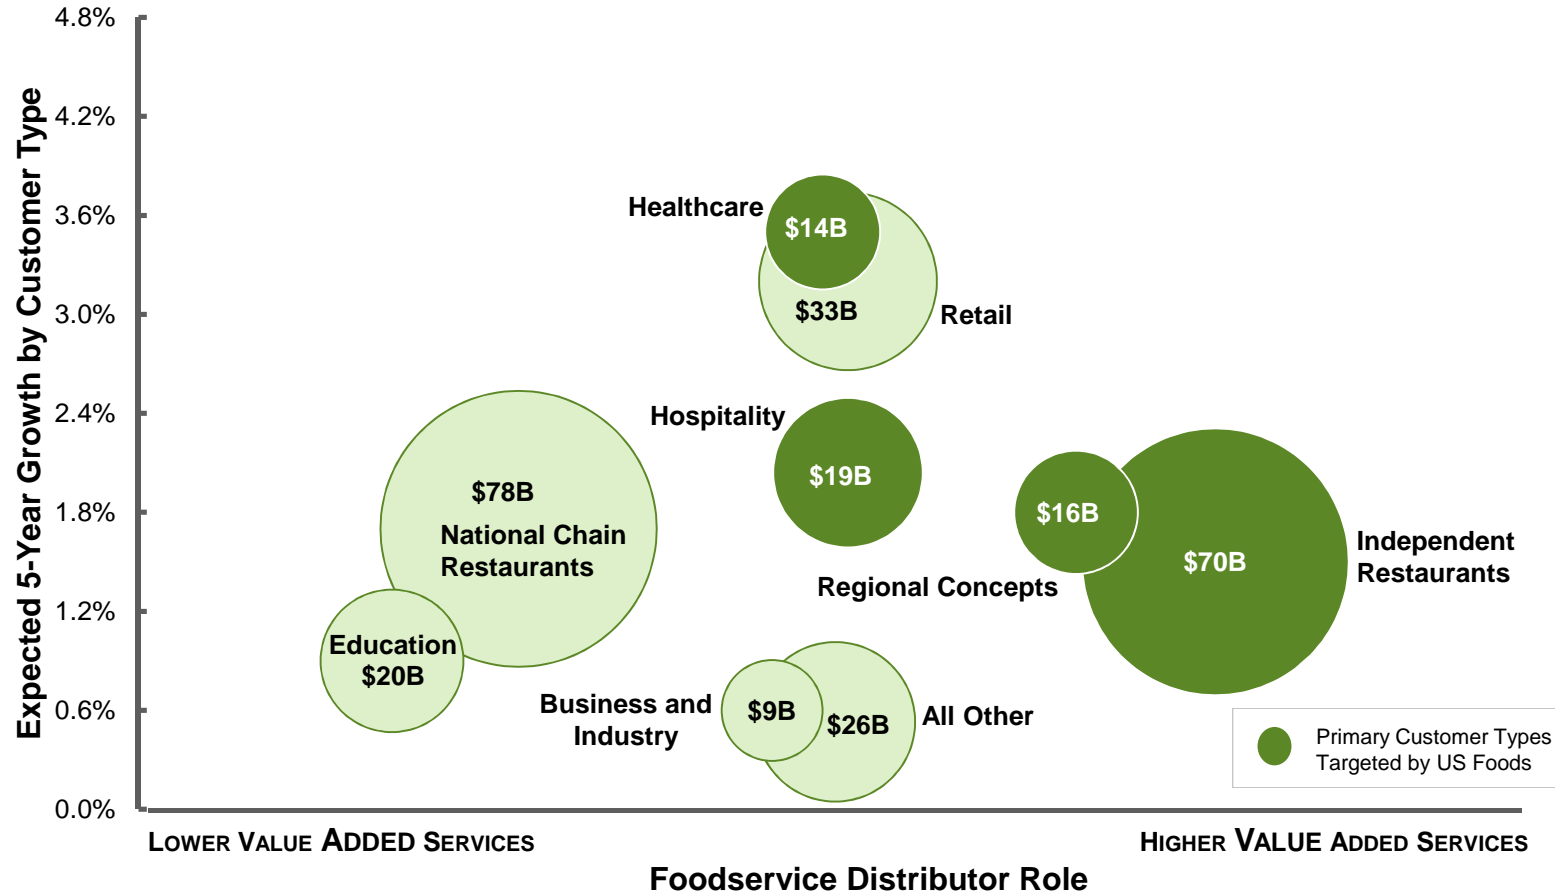 Expected 5-Year Growth by Customer Type
4.8%
4.2%
3.6%
3.0%
2.4%
1.8%
1.2%
0.6%
0.0%
Healthcare
$14B
$33B
Retail
Hospitality
$19B
$78B
National Chain
Restaurants
$16B
Regional Concepts
$70B
Independent
Restaurants
Education
$20B
Business and
Industry
$9B
$26B
All Other
Primary Customer Types
Targeted by US Foods
LOWER VALUE ADDED SERVICES
HIGHER VALUE ADDED SERVICES
Foodservice Distributor Role